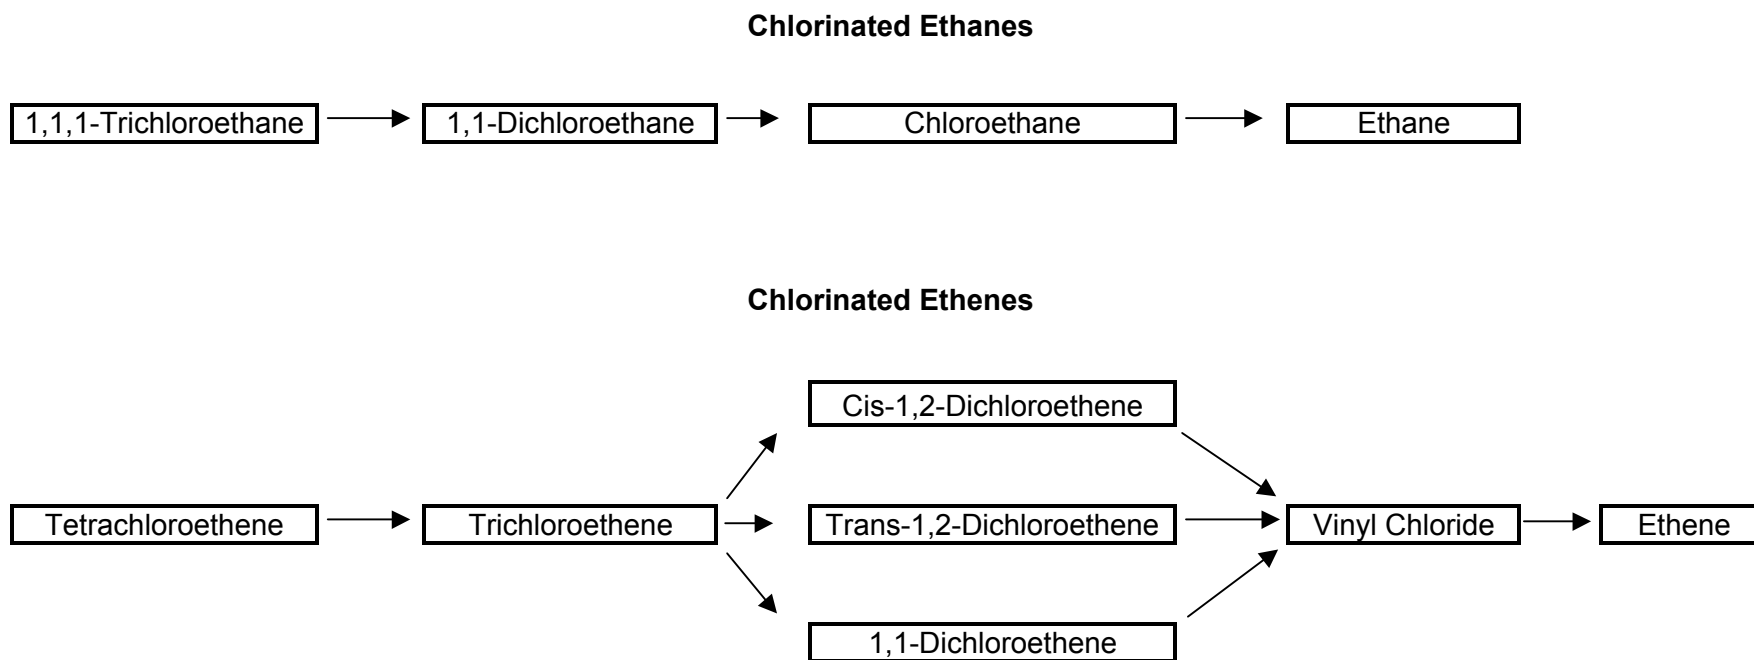 Chlorinated Ethanes
1,1,1-Trichloroethane
1,1-Dichloroethane
Chloroethane
Ethane
Chlorinated Ethenes
Cis-1,2-Dichloroethene
Tetrachloroethene
Trichloroethene
Trans-1,2-Dichloroethene
Vinyl Chloride
Ethene
1,1-Dichloroethene